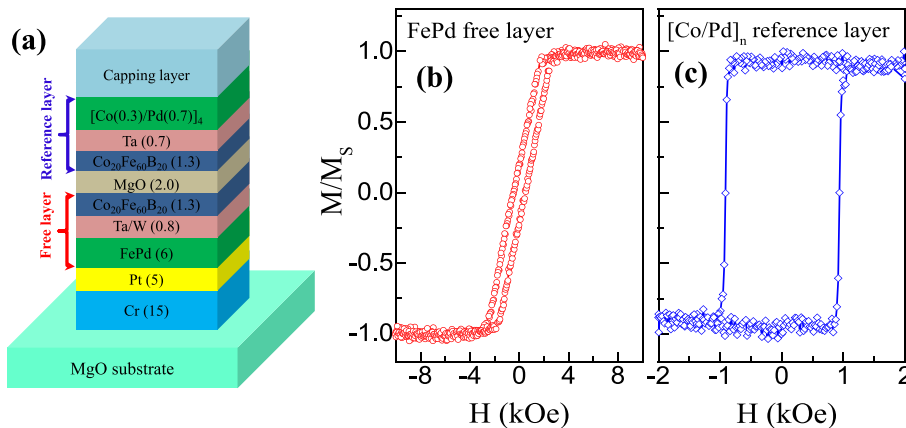 (a)
Capping layer
[Co(0.3)/Pd(0.7)]₄
Ta (0.7)
Co₂₀Fe₆₀B₂₀ (1.3)
MgO (2.0)
Co₂₀Fe₆₀B₂₀ (1.3)
Ta/W (0.8)
FePd (6)
Pt (5)
Cr (15)
MgO substrate
Reference layer
Free layer
FePd free layer
(b)
M/M_S
1.0
0.5
0.0
-0.5
-1.0
-8 -4 0 4 8
H (kOe)
[Co/Pd]ₙ reference layer
(c)
-2 -1 0 1 2
H (kOe)